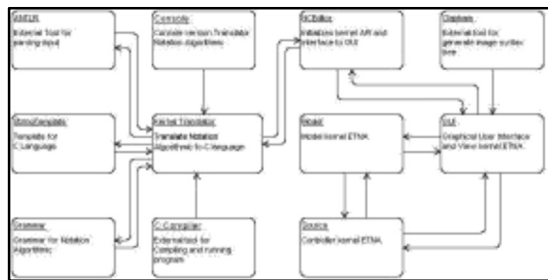 ANTLR
External Tool for
parsing input
Console
Console version Translator
Notation Algorithms
NCEditor
Initializes kernel API and
interface to GUI
Graphviz
External tool for
generate image syntax
tree
StringTemplate
Template for
C Language
Kernel Translator
Translate Notation
Algorithmic to C language
Model
Model kernel ETNA
GUI
Graphical User Interface
and View kernel ETNA
Grammar
Grammar for Notation
Algorithmic
C Compiler
External tool for
Compiling and running
program
Source
Controller kernel ETNA